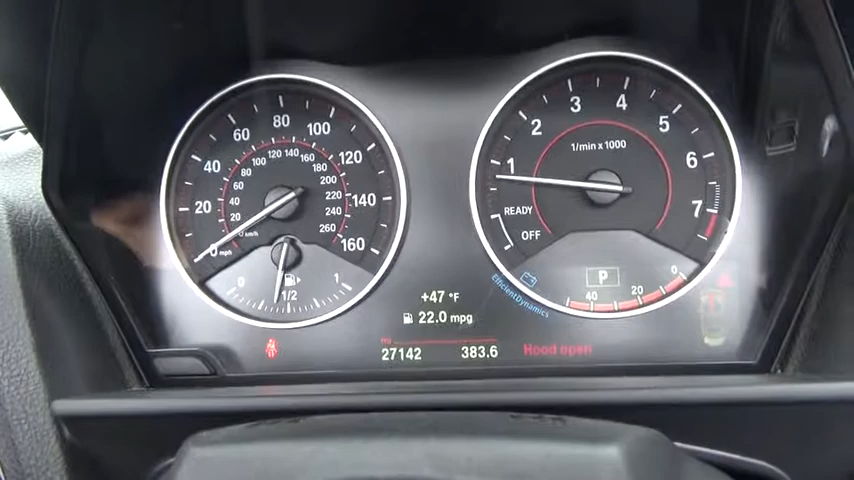 20 40 60 80 100 120 140 160
20 40 60 80 100 120 140 160 180 200 220 240 260
0 mph
km/h
0 1/2 1
1 2 3 4 5 6 7
1/min x 1000
READY
OFF
P
40 20 0
EfficientDynamics
+47 °F
22.0 mpg
27142 383.6
Hood open